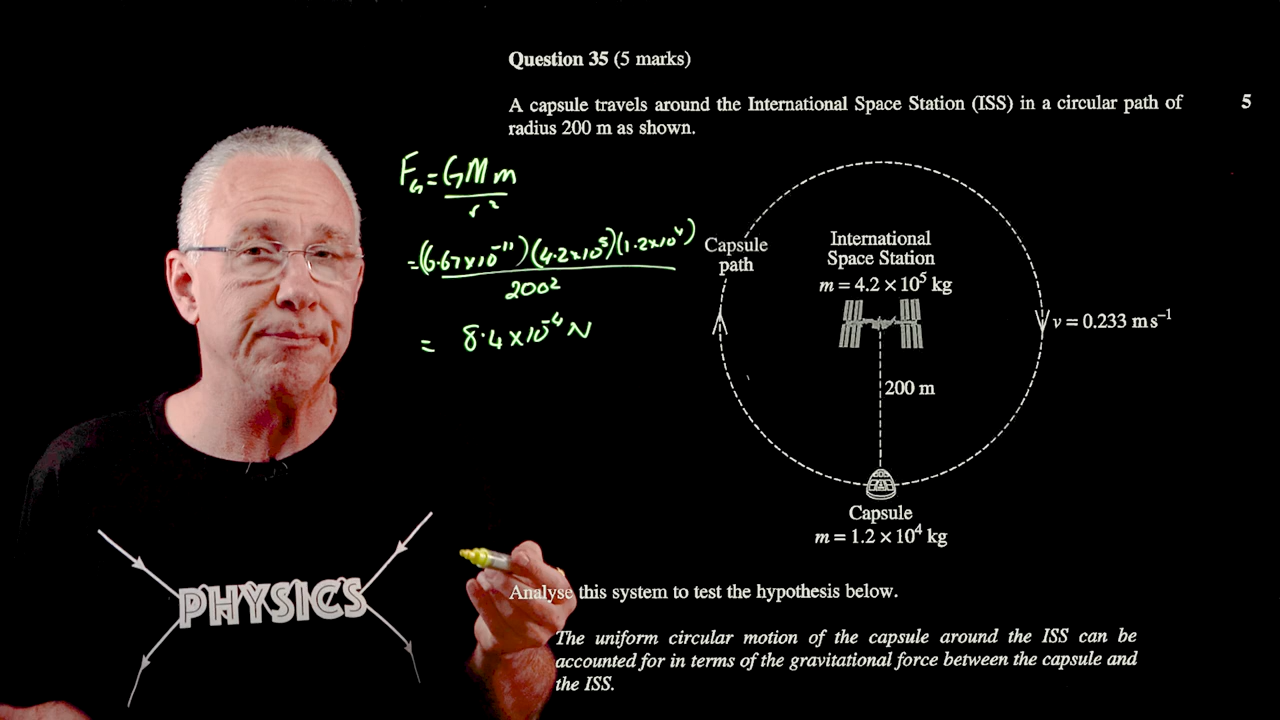 Question 35 (5 marks)
A capsule travels around the International Space Station (ISS) in a circular path of
radius 200 m as shown.
5
F_G = GMm
r²
= (6.67×10⁻¹¹)(4.2×10⁵)(1.2×10⁴)
200²
= 8.4×10⁻⁴ N
Capsule
path
International
Space Station
m = 4.2 × 10⁵ kg
v = 0.233 m s⁻¹
200 m
Capsule
m = 1.2 × 10⁴ kg
PHYSICS
Analyse this system to test the hypothesis below.
The uniform circular motion of the capsule around the ISS can be
accounted for in terms of the gravitational force between the capsule and
the ISS.